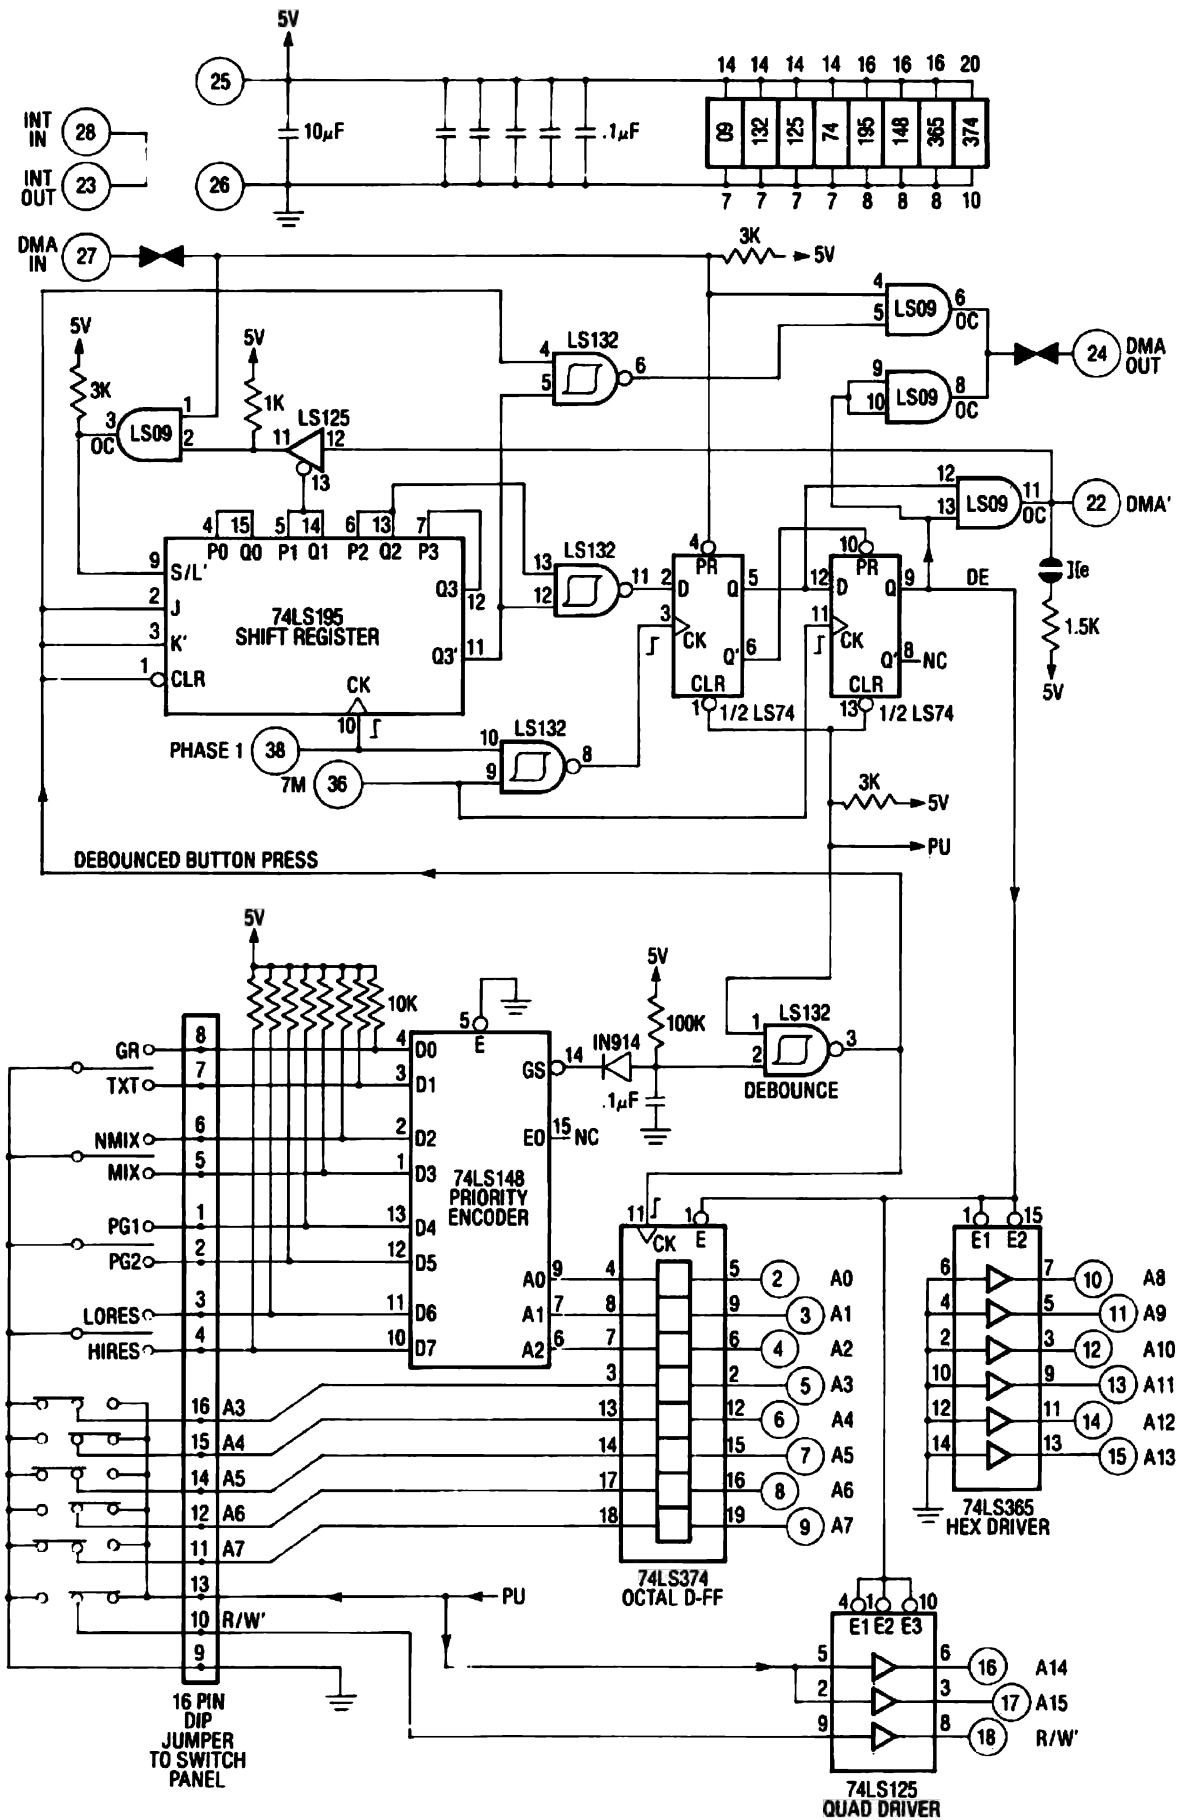 5V
25
10μF
.1μF
26
14 14 14 14 16 16 16 20
09 132 125 74 195 148 365 374
7 7 7 7 8 8 8 10
INT IN
28
INT OUT
23
DMA IN
27
3K
5V
4
5
LS09
6
OC
24
DMA OUT
9
10
LS09
8
OC
LS132
4
5
6
5V
3K
5V
1K
3
OC
LS09
1
2
LS125
11
12
13
12
13
LS09
11
OC
22
DMA'
4 15 5 14 6 13 7
P0 Q0 P1 Q1 P2 Q2 P3
9
S/L'
2
J
3
K'
1
CLR
74LS195
SHIFT REGISTER
Q3
12
Q3'
11
CK
10
LS132
13
12
11
4
PR
2
D
Q
5
3
CK
Q'
6
CLR
1
1/2 LS74
10
PR
12
D
Q
9
11
CK
Q'
8
NC
CLR
13
1/2 LS74
DE
1.5K
5V
PHASE 1
38
7M
36
LS132
10
9
8
3K
5V
PU
DEBOUNCED BUTTON PRESS
5V
10K
5
E
5V
100K
IN914
.1μF
LS132
1
2
3
DEBOUNCE
GR
8
4
D0
GS
14
TXT
7
3
D1
NMIX
6
2
D2
EO
15
NC
MIX
5
1
D3
74LS148
PRIORITY
ENCODER
PG1
1
13
D4
PG2
2
12
D5
LORES
3
11
D6
HIRES
4
10
D7
A0
9
A1
7
A2
6
11
CK
1
E
4
5
2
A0
8
9
3
A1
7
6
4
A2
3
2
5
A3
13
12
6
A4
14
15
7
A5
17
16
8
A6
18
19
9
A7
74LS374
OCTAL D-FF
1
15
E1
E2
6
7
10
A8
4
5
11
A9
2
3
12
A10
10
9
13
A11
12
11
14
A12
14
13
15
A13
74LS365
HEX DRIVER
16
A3
15
A4
14
A5
12
A6
11
A7
13
PU
10
R/W'
9
16 PIN
DIP
JUMPER
TO SWITCH
PANEL
4 1 10
E1 E2 E3
5
6
16
A14
2
3
17
A15
9
8
18
R/W'
74LS125
QUAD DRIVER